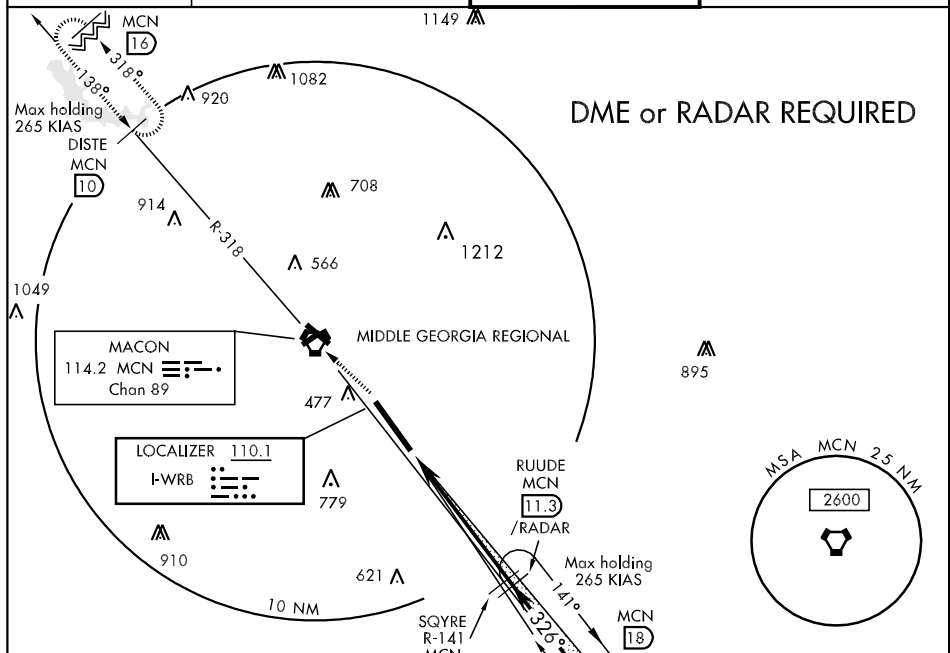 1149
MCN
16
318°
138°
1082
920
Max holding
265 KIAS
DISTE
MCN
10
DME or RADAR REQUIRED
708
914
R-318
1212
566
1049
MIDDLE GEORGIA REGIONAL
MACON
114.2 MCN
Chan 89
895
477
LOCALIZER 110.1
I-WRB
779
RUUDE
MCN
11.3
/RADAR
MSA MCN 25 NM
2600
910
621
Max holding
265 KIAS
141°
10 NM
SQYRE
R-141
MCN
326°
MCN
18